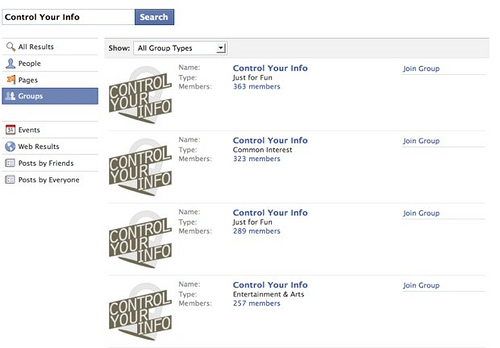 Control Your Info Search
All Results
People
Pages
Groups
Events
Web Results
Posts by Friends
Posts by Everyone
Show: All Group Types
CONTROL
YOUR
INFO
Name: Control Your Info Join Group
Type: Just for Fun
Members: 363 members
CONTROL
YOUR
INFO
Name: Control Your Info Join Group
Type: Common Interest
Members: 323 members
CONTROL
YOUR
INFO
Name: Control Your Info Join Group
Type: Just for Fun
Members: 289 members
CONTROL
YOUR
INFO
Name: Control Your Info Join Group
Type: Entertainment & Arts
Members: 257 members